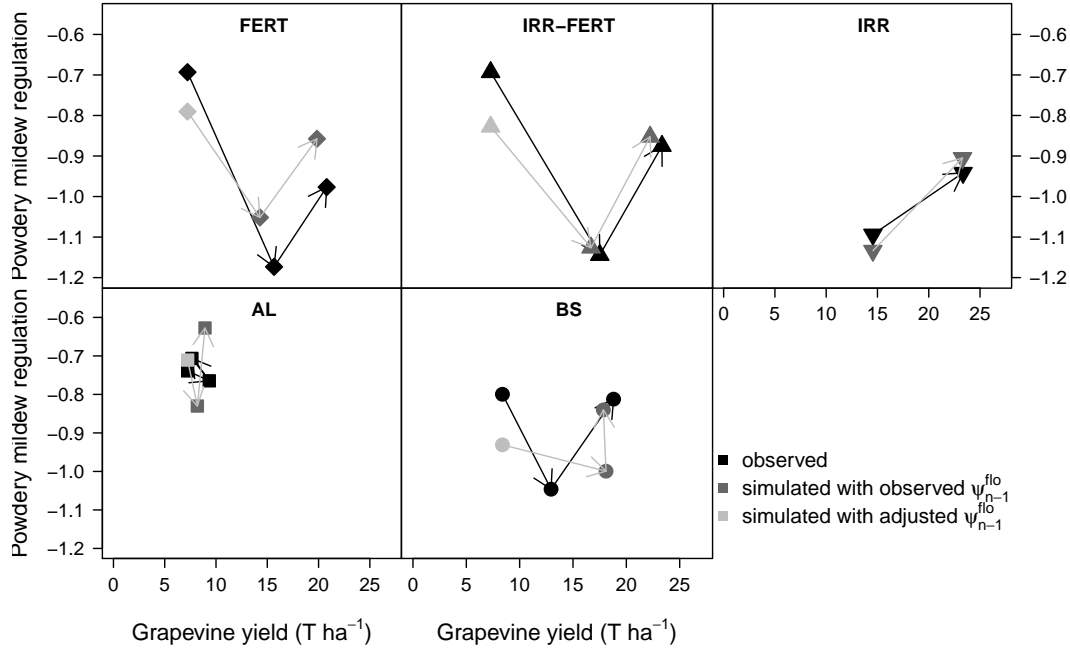 FERT
IRR−FERT
IRR
−0.6
−0.7
−0.8
−0.9
−1.0
−1.1
−1.2
Powdery mildew regulation
−0.6
−0.7
−0.8
−0.9
−1.0
−1.1
−1.2
0 5 10 15 20 25
AL
BS
−0.6
−0.7
−0.8
−0.9
−1.0
−1.1
−1.2
Powdery mildew regulation
observed
simulated with observed ψ^flo_n−1
simulated with adjusted ψ^flo_n−1
0 5 10 15 20 25
0 5 10 15 20 25
Grapevine yield (T ha⁻¹)
Grapevine yield (T ha⁻¹)